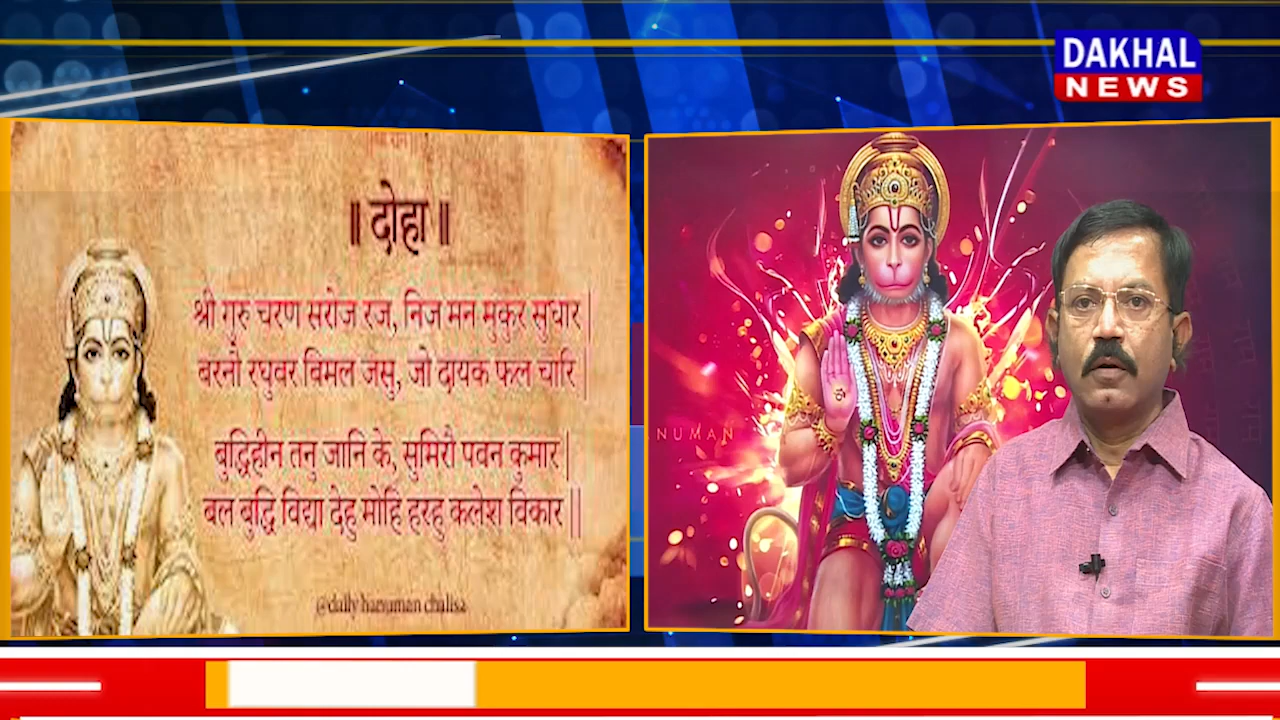 DAKHAL
NEWS
॥ दोहा ॥
श्री गुरु चरण सरोज रज, निज मन मुकुर सुधार |
बरनौ रघुवर बिमल जसु, जो दायक फल चारि |
बुद्धिहीन तनु जानि के, सुमिरौ पवन कुमार |
बल बुद्धि विद्या देहु मोहि हरहु कलेश विकार ||
@daily hanuman chalisa
NUMAN